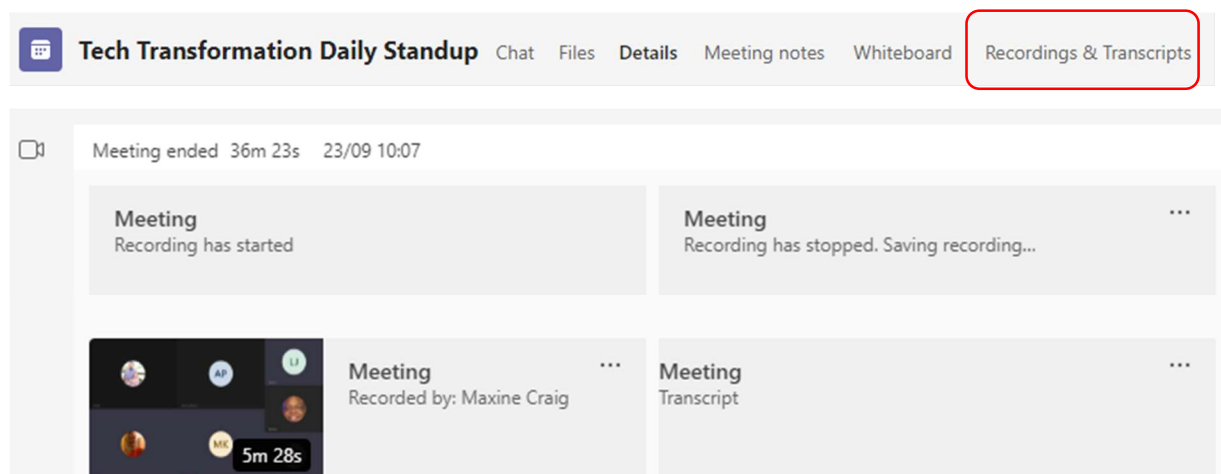 Tech Transformation Daily Standup Chat Files Details Meeting notes Whiteboard Recordings & Transcripts
Meeting ended 36m 23s 23/09 10:07
Meeting
Recording has started
Meeting
Recording has stopped. Saving recording...
AP
IJ
MK
5m 28s
Meeting
Recorded by: Maxine Craig
Meeting
Transcript